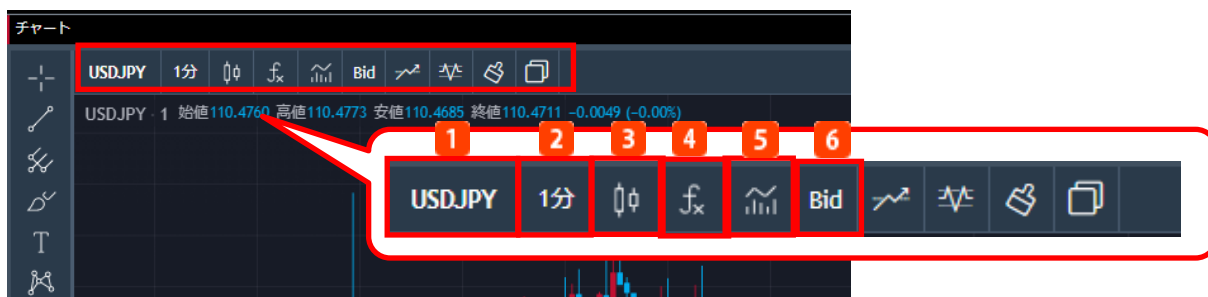 チャート
USDJPY 1分 fx Bid
USDJPY · 1 始値110.4760 高値110.4773 安値110.4685 終値110.4711 −0.0049 (−0.00%)
1 2 3 4 5 6
USDJPY 1分 fx Bid
T